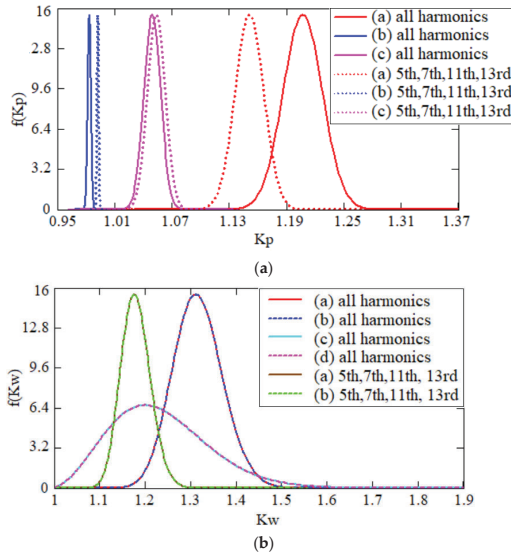 16
12.8
9.6
6.4
3.2
0
f(Kp)
(a) all harmonics
(b) all harmonics
(c) all harmonics
(a) 5th,7th,11th,13rd
(b) 5th,7th,11th,13rd
(c) 5th,7th,11th,13rd
0.95 1.01 1.07 1.13 1.19 1.25 1.31 1.37
Kp
(a)
16
12.8
9.6
6.4
3.2
0
f(Kw)
(a) all harmonics
(b) all harmonics
(c) all harmonics
(d) all harmonics
(a) 5th,7th,11th, 13rd
(b) 5th,7th,11th, 13rd
1 1.1 1.2 1.3 1.4 1.5 1.6 1.7 1.8 1.9
Kw
(b)